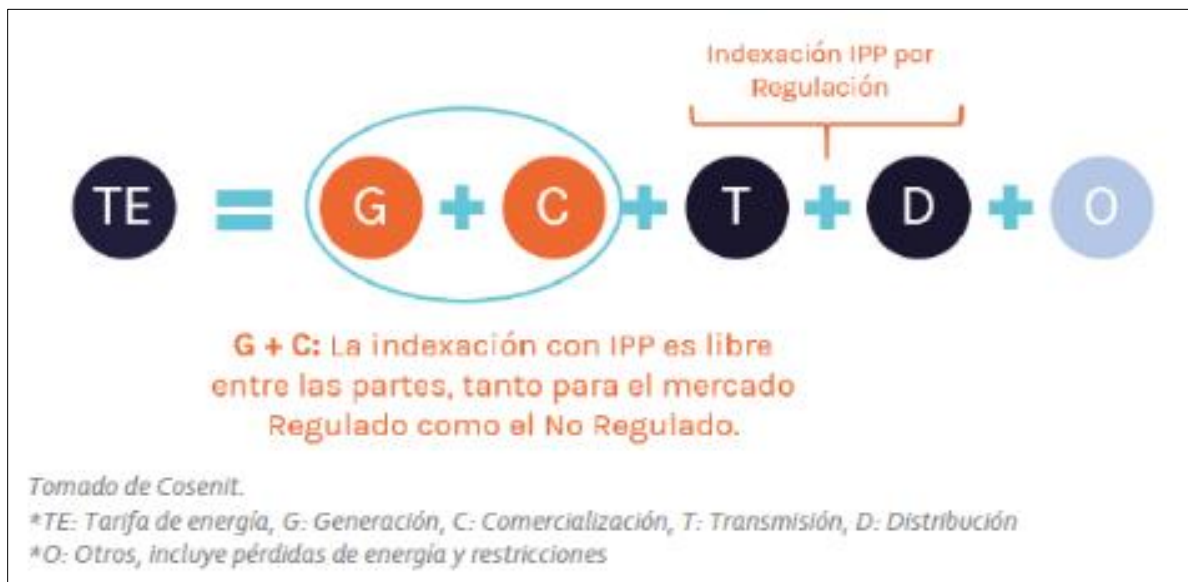 Indexación IPP por
Regulación
TE = G + C + T + D + O
G + C: La indexación con IPP es libre
entre las partes, tanto para el mercado
Regulado como el No Regulado.
Tomado de Cosenit.
*TE: Tarifa de energía, G: Generación, C: Comercialización, T: Transmisión, D: Distribución
*O: Otros, incluye pérdidas de energía y restricciones